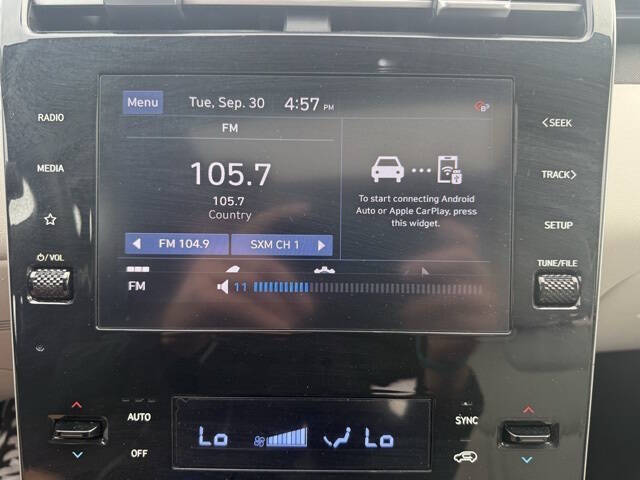 Menu Tue, Sep. 30 4:57 PM
FM
105.7
105.7
Country
FM 104.9 SXM CH 1
To start connecting Android
Auto or Apple CarPlay, press
this widget.
FM 11
RADIO
MEDIA
/VOL
< SEEK
TRACK >
SETUP
TUNE/FILE
AUTO
OFF
Lo Lo
SYNC